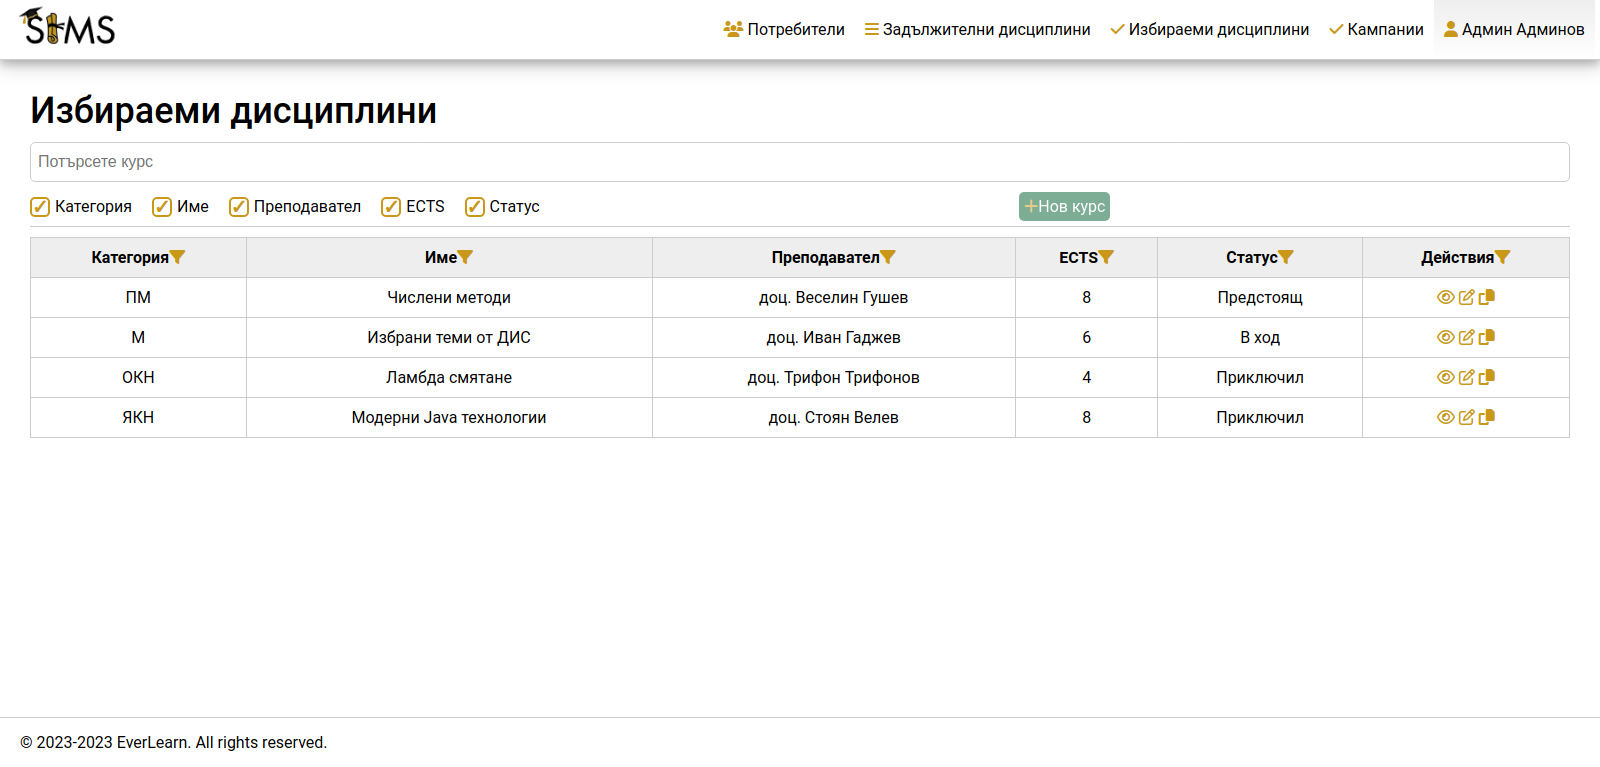 SIMS
Потребители Задължителни дисциплини Избираеми дисциплини Кампании Админ Админов
Избираеми дисциплини
Потърсете курс
Категория Име Преподавател ECTS Статус Нов курс
Категория Име Преподавател ECTS Статус Действия
ПМ Числени методи доц. Веселин Гушев 8 Предстоящ
М Избрани теми от ДИС доц. Иван Гаджев 6 В ход
ОКН Ламбда смятане доц. Трифон Трифонов 4 Приключил
ЯКН Модерни Java технологии доц. Стоян Велев 8 Приключил
© 2023-2023 EverLearn. All rights reserved.